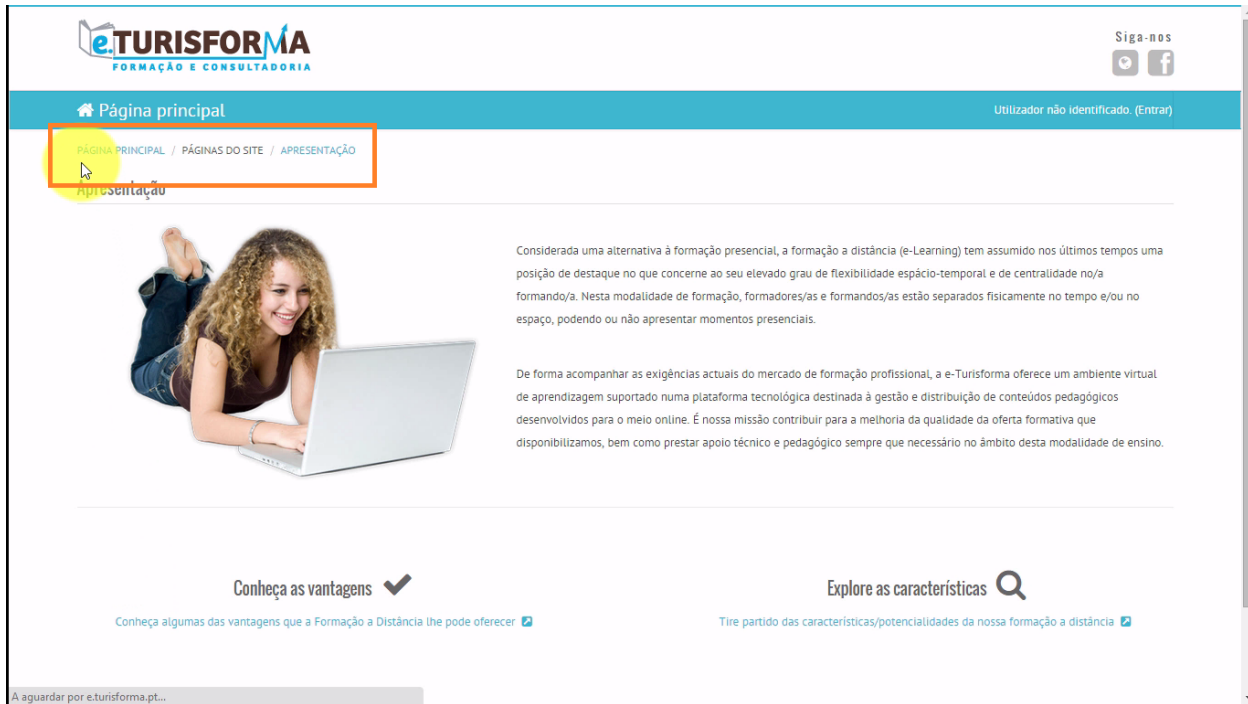 e.TURISFORMA
FORMAÇÃO E CONSULTADORIA
Siga-nos
Página principal
Utilizador não identificado. (Entrar)
PÁGINA PRINCIPAL / PÁGINAS DO SITE / APRESENTAÇÃO
Apresentação
Considerada uma alternativa à formação presencial, a formação a distância (e-Learning) tem assumido nos últimos tempos uma
posição de destaque no que concerne ao seu elevado grau de flexibilidade espácio-temporal e de centralidade no/a
formando/a. Nesta modalidade de formação, formadores/as e formandos/as estão separados fisicamente no tempo e/ou no
espaço, podendo ou não apresentar momentos presenciais.
De forma acompanhar as exigências actuais do mercado de formação profissional, a e-Turisforma oferece um ambiente virtual
de aprendizagem suportado numa plataforma tecnológica destinada à gestão e distribuição de conteúdos pedagógicos
desenvolvidos para o meio online. É nossa missão contribuir para a melhoria da qualidade da oferta formativa que
disponibilizamos, bem como prestar apoio técnico e pedagógico sempre que necessário no âmbito desta modalidade de ensino.
Conheça as vantagens
Conheça algumas das vantagens que a Formação a Distância lhe pode oferecer
Explore as características
Tire partido das características/potencialidades da nossa formação a distância
A aguardar por e.turisforma.pt...